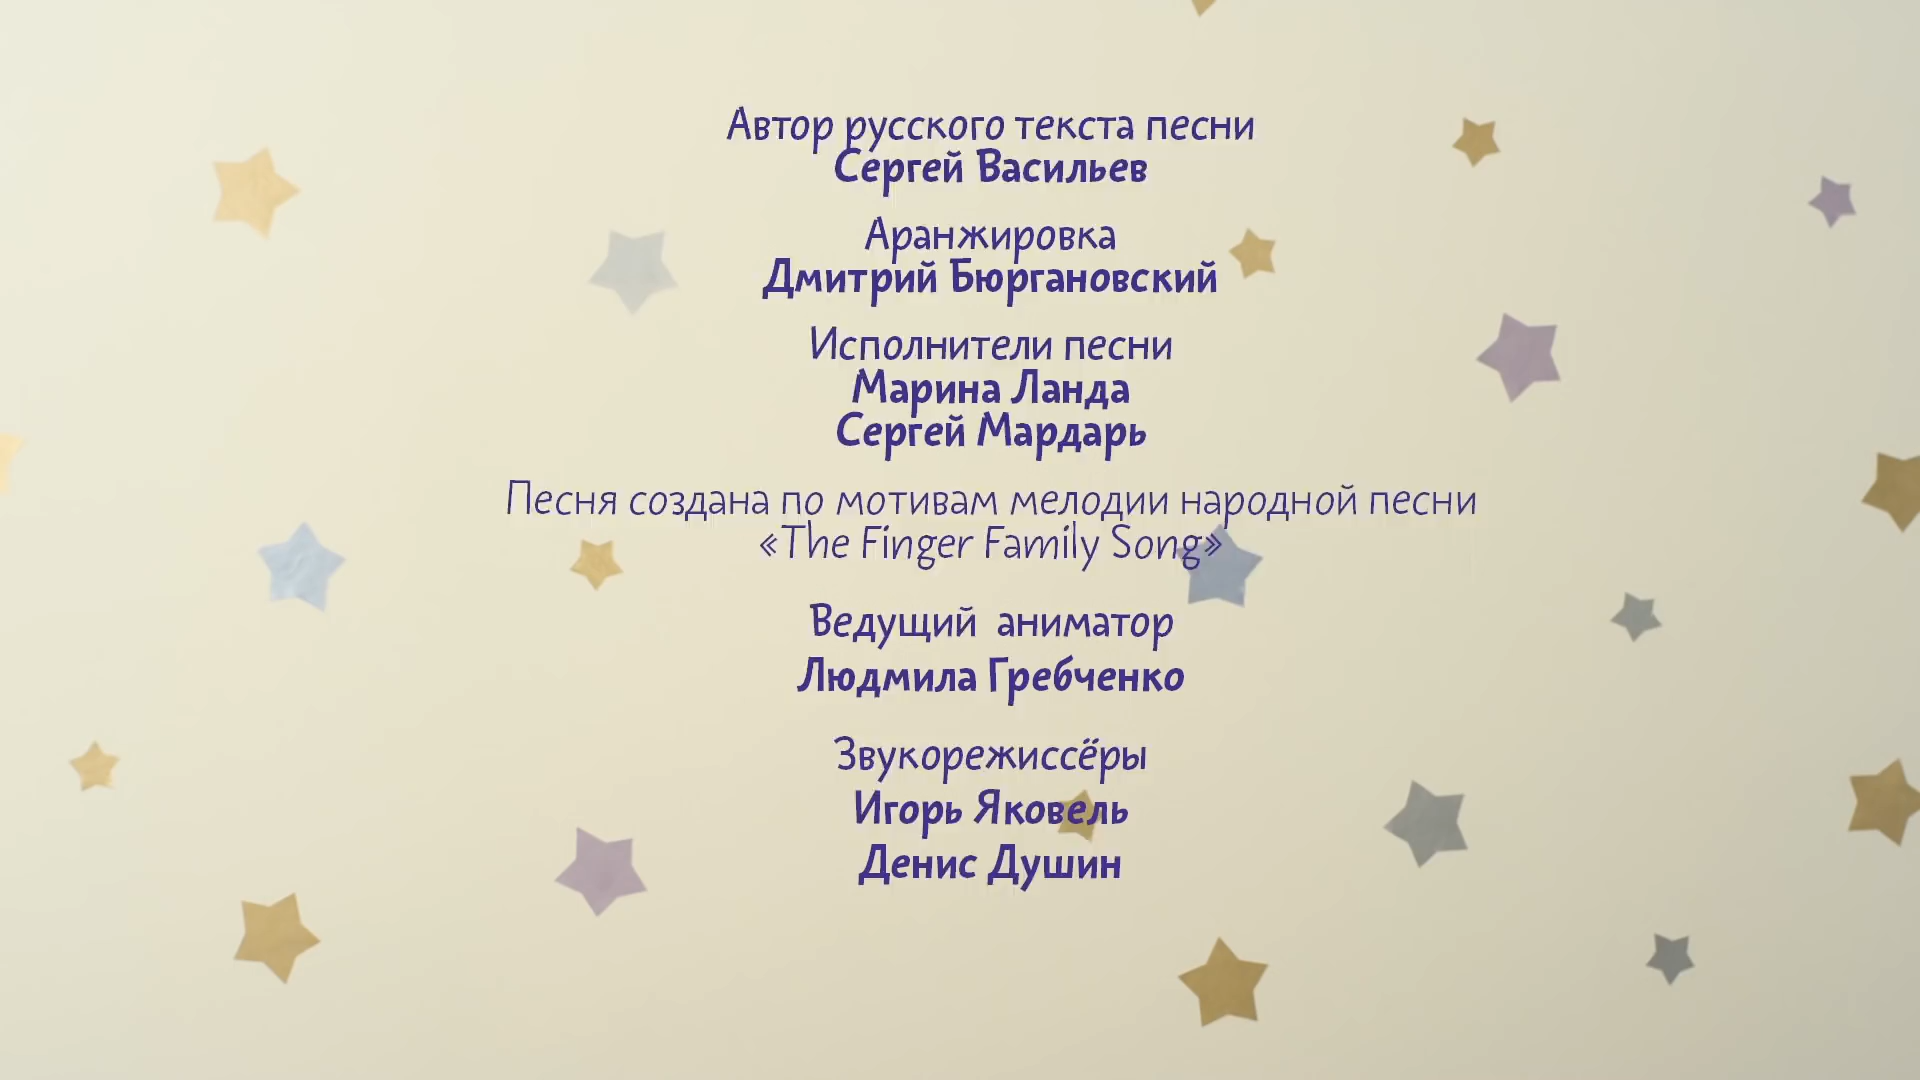 Автор русского текста песни
Сергей Васильев
Аранжировка
Дмитрий Бюргановский
Исполнители песни
Марина Ланда
Сергей Мардарь
Песня создана по мотивам мелодии народной песни
«The Finger Family Song»
Ведущий аниматор
Людмила Гребченко
Звукорежиссёры
Игорь Яковель
Денис Душин